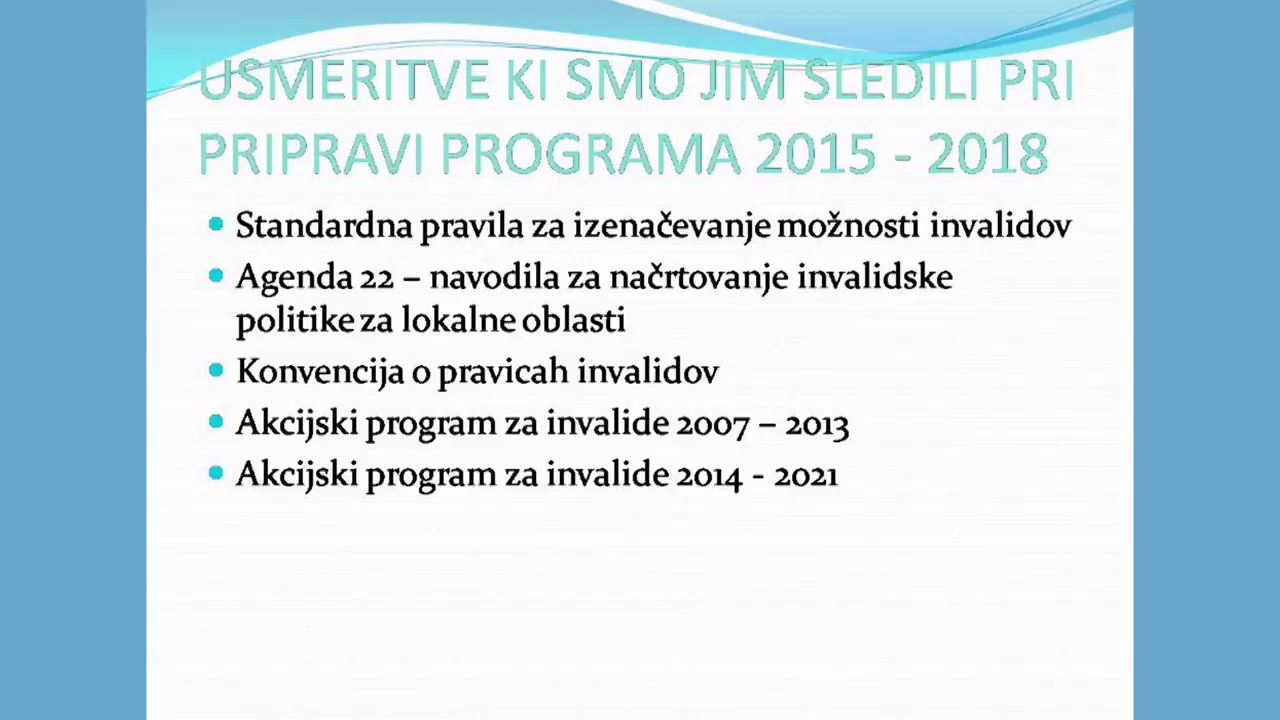 USMERITVE KI SMO JIM SLEDILI PRI
PRIPRAVI PROGRAMA 2015 - 2018
Standardna pravila za izenačevanje možnosti invalidov
Agenda 22 – navodila za načrtovanje invalidske
politike za lokalne oblasti
Konvencija o pravicah invalidov
Akcijski program za invalide 2007 – 2013
Akcijski program za invalide 2014 - 2021